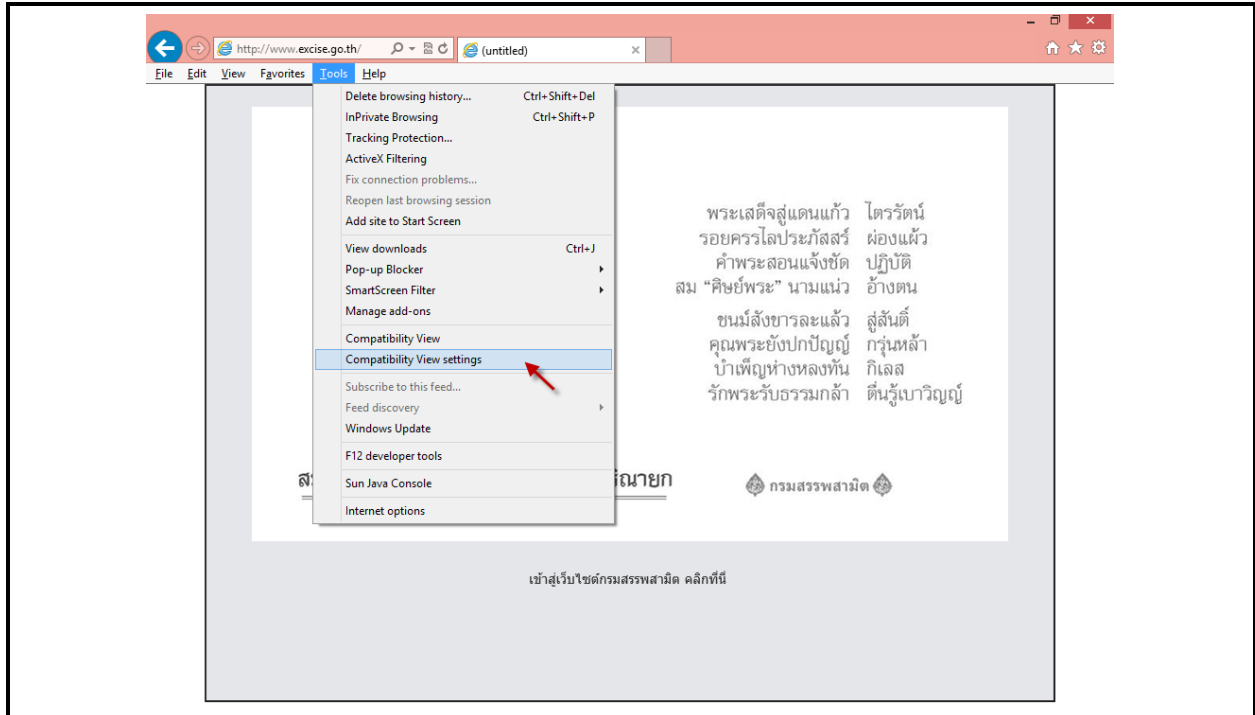 http://www.excise.go.th/
(untitled)
File Edit View Favorites Tools Help
Delete browsing history... Ctrl+Shift+Del
InPrivate Browsing Ctrl+Shift+P
Tracking Protection...
ActiveX Filtering
Fix connection problems...
Reopen last browsing session
Add site to Start Screen
View downloads Ctrl+J
Pop-up Blocker
SmartScreen Filter
Manage add-ons
Compatibility View
Compatibility View settings
Subscribe to this feed...
Feed discovery
Windows Update
F12 developer tools
Sun Java Console
Internet options
พระเสด็จสู่แดนแก้ว ไตรรัตน์
รอยครรไลประภัสสร์ ผ่องแผ้ว
คำพระสอนแจ้งชัด ปฏิบัติ
สม “ศิษย์พระ” นามแน่ว อ้างตน
ชนม์สังขารละแล้ว สู่สันติ์
คุณพระยังปกปัญญ์ กรุ่นหล้า
บำเพ็ญห่างหลงทัน กิเลส
รักพระรับธรรมกล้า ตื่นรู้เบาวิญญ์
กรมสรรพสามิต
เข้าสู่เว็บไซต์กรมสรรพสามิต คลิกที่นี่